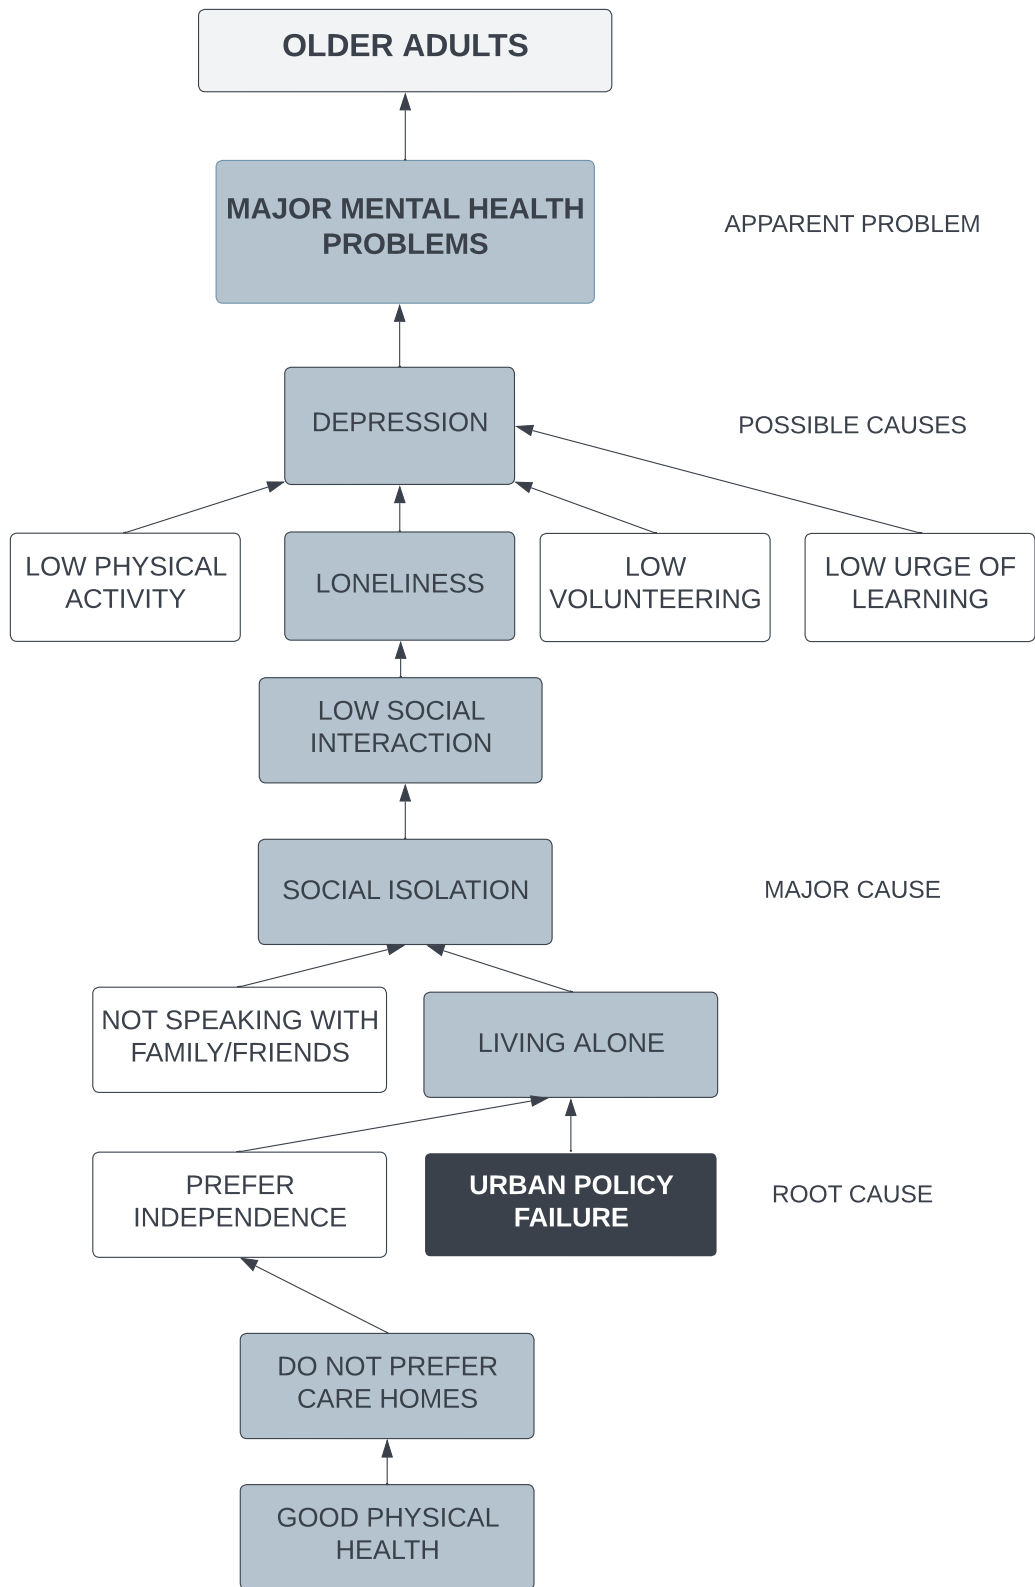 OLDER ADULTS
MAJOR MENTAL HEALTH
PROBLEMS
APPARENT PROBLEM
DEPRESSION
POSSIBLE CAUSES
LOW PHYSICAL
ACTIVITY
LONELINESS
LOW
VOLUNTEERING
LOW URGE OF
LEARNING
LOW SOCIAL
INTERACTION
SOCIAL ISOLATION
MAJOR CAUSE
NOT SPEAKING WITH
FAMILY/FRIENDS
LIVING ALONE
PREFER
INDEPENDENCE
URBAN POLICY
FAILURE
ROOT CAUSE
DO NOT PREFER
CARE HOMES
GOOD PHYSICAL
HEALTH